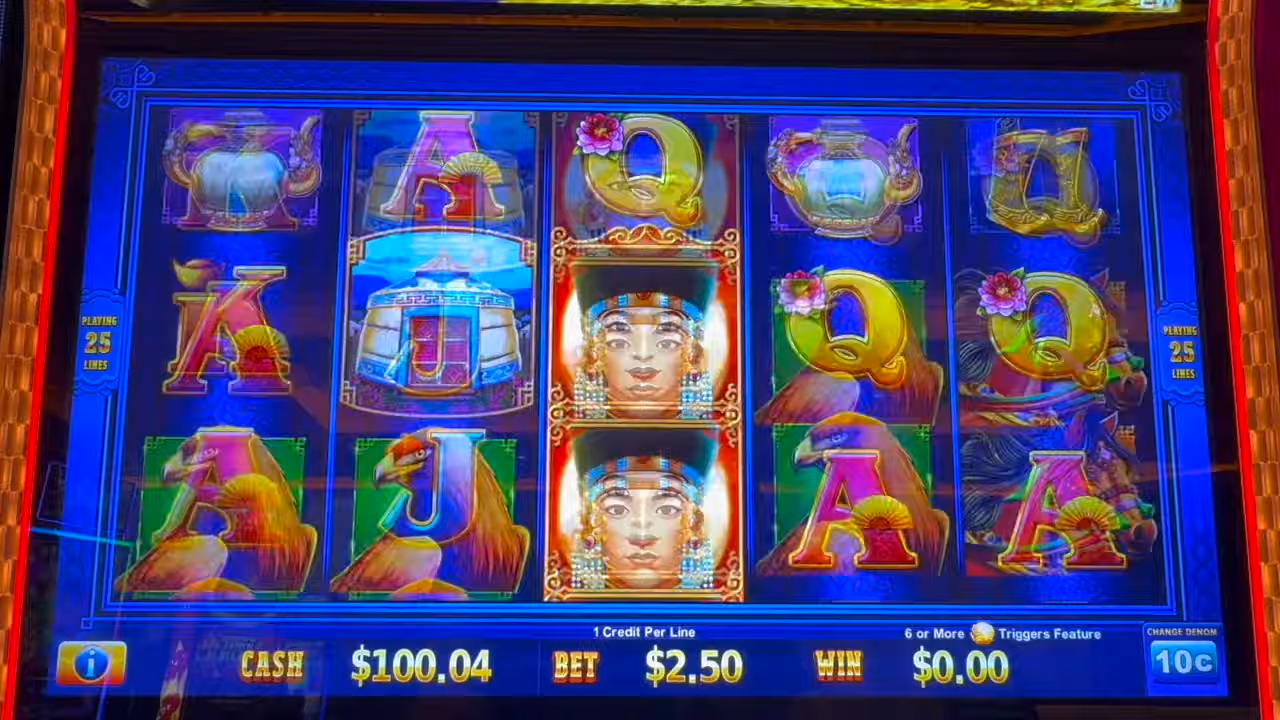 A Q Q
K Q Q
J
A J A A
PLAYING
25
LINES
PLAYING
25
LINES
1 Credit Per Line
6 or More Triggers Feature
CHANGE DENOM
10¢
i
CASH $100.04
BET $2.50
WIN $0.00